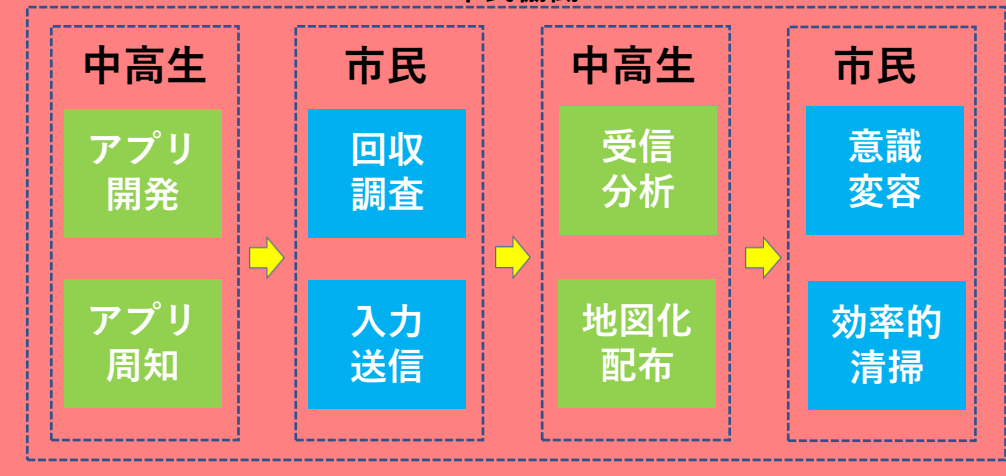 中高生
アプリ
開発
アプリ
周知
市民
回収
調査
入力
送信
中高生
受信
分析
地図化
配布
市民
意識
変容
効率的
清掃